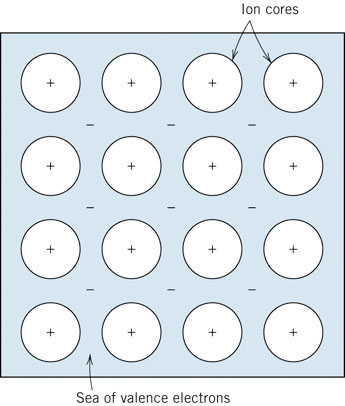 Ion cores
+ + + +
− − −
+ + + +
− − −
+ + + +
− − −
+ + + +
Sea of valence electrons